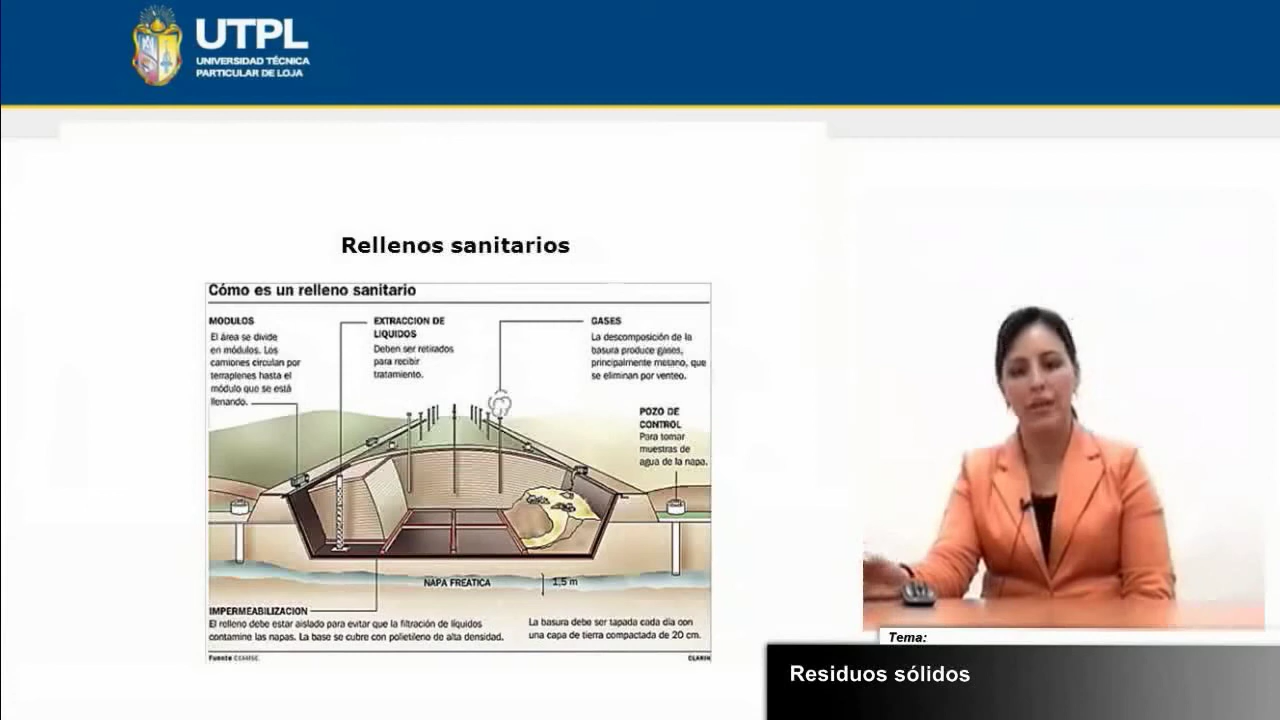 UTPL
UNIVERSIDAD TÉCNICA
PARTICULAR DE LOJA
Rellenos sanitarios
Cómo es un relleno sanitario
MODULOS
El área se divide
en módulos. Los
camiones circulan por
terraplenes hasta el
módulo que se está
llenando.
EXTRACCION DE
LIQUIDOS
Deben ser retirados
para recibir
tratamiento.
GASES
La descomposición de la
basura produce gases,
principalmente metano, que
se eliminan por venteo.
POZO DE
CONTROL
Para tomar
muestras de
agua de la napa.
NAPA FREATICA
1,5 m
IMPERMEABILIZACION
El relleno debe estar aislado para evitar que la filtración de líquidos
contamine las napas. La base se cubre con polietileno de alta densidad.
La basura debe ser tapada cada día con
una capa de tierra compactada de 20 cm.
Fuente CEAMSE
CLARIN
Tema:
Residuos sólidos